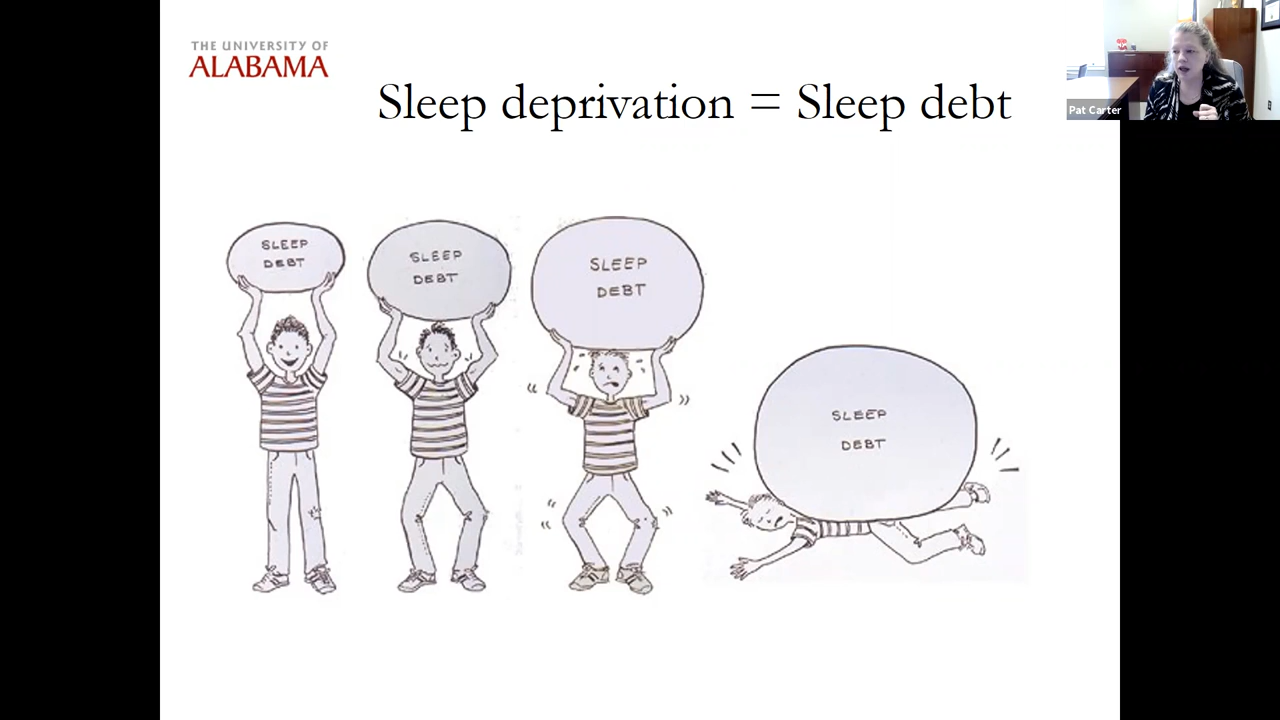 THE UNIVERSITY OF
ALABAMA
Sleep deprivation = Sleep debt
Pat Carter
SLEEP
DEBT
SLEEP
DEBT
SLEEP
DEBT
SLEEP
DEBT